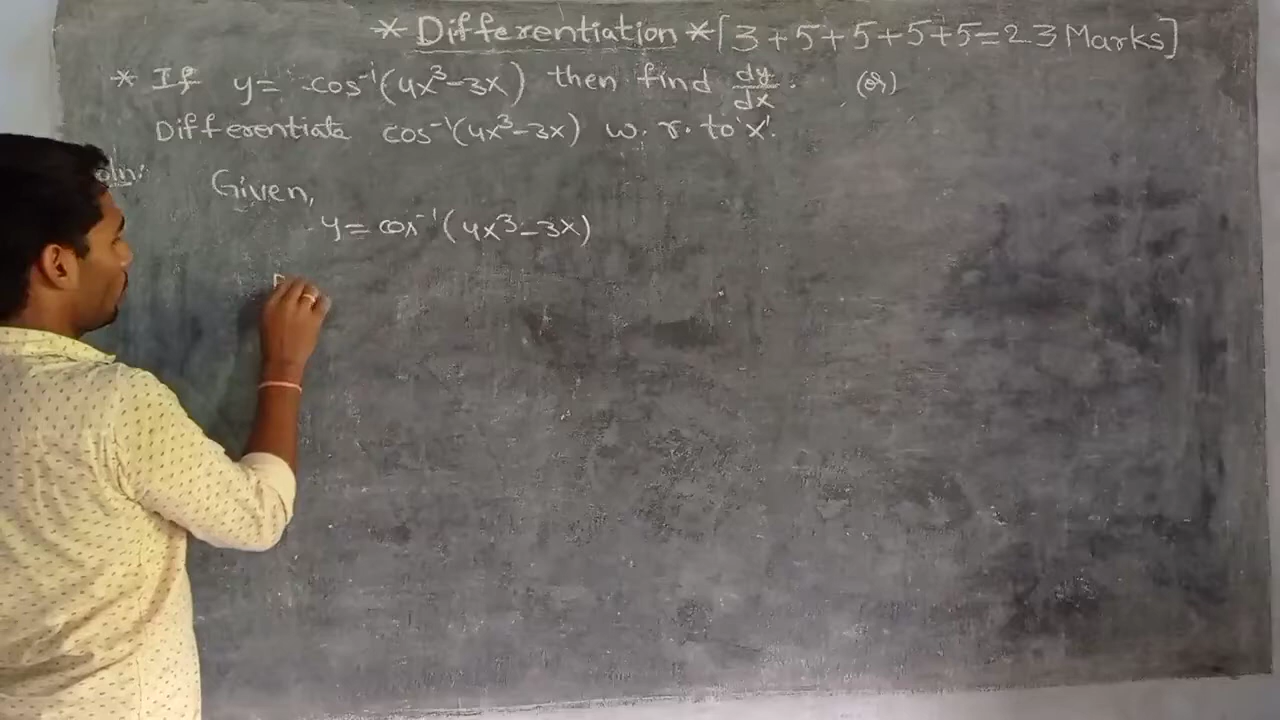 * Differentiation * [3+5+5+5+5=23 Marks]
* If y= cos⁻¹(4x³-3x) then find dy/dx. (or)
Differentiate cos⁻¹(4x³-3x) w.r.to 'x'.
oln:
Given,
y= cos⁻¹(4x³-3x)